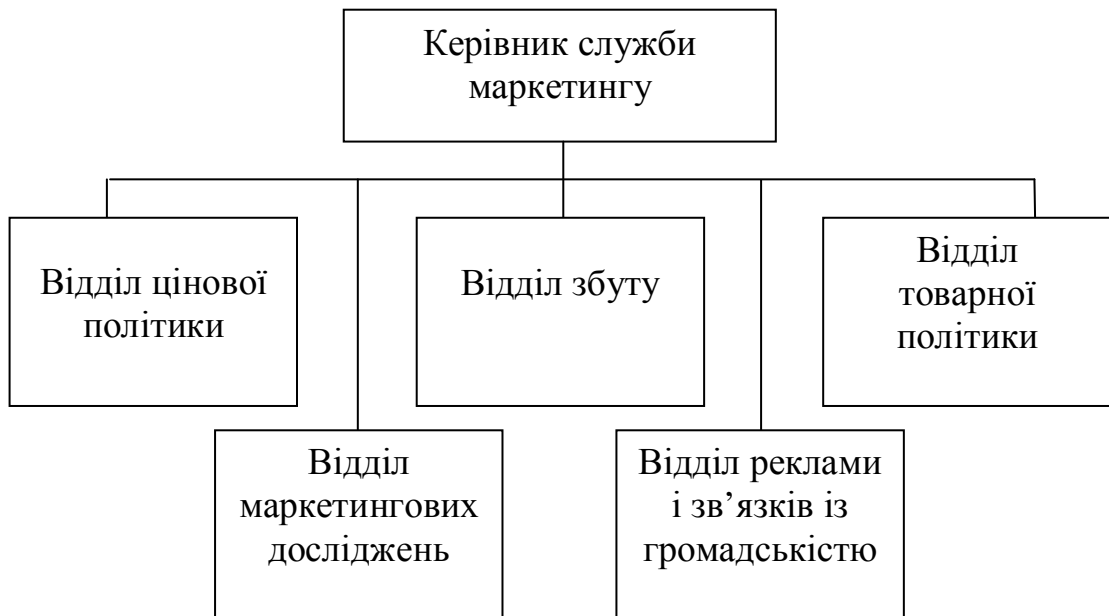 Керівник служби
маркетингу
Відділ цінової
політики
Відділ збуту
Відділ
товарної
політики
Відділ
маркетингових
досліджень
Відділ реклами
і зв’язків із
громадськістю